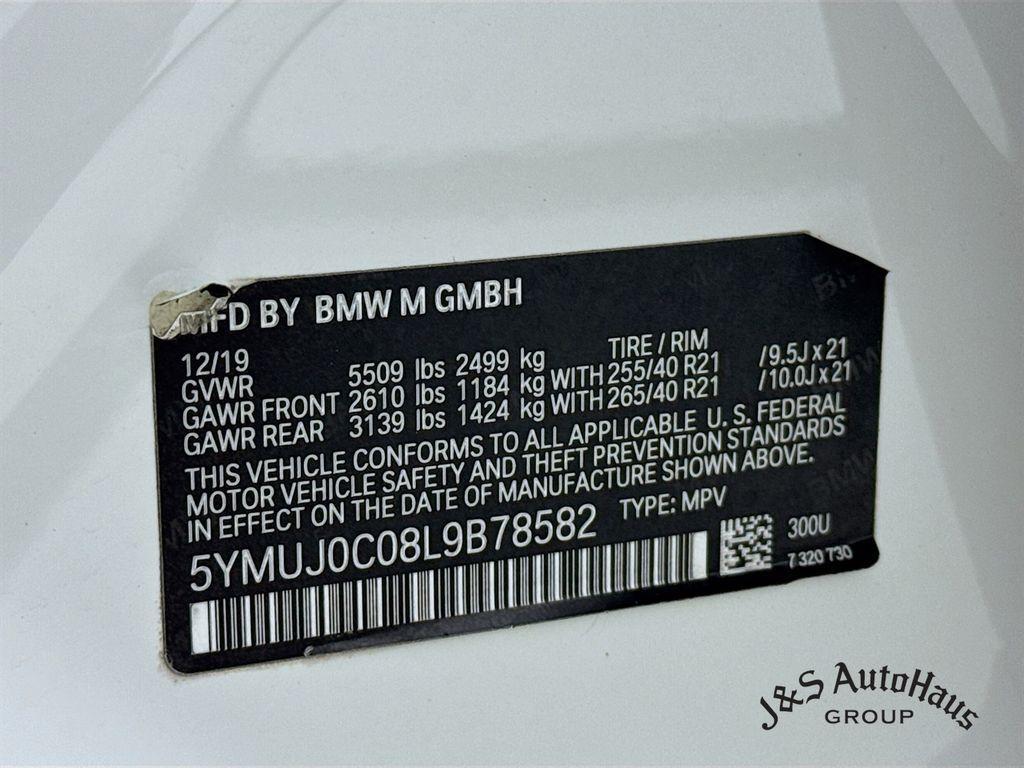 MFD BY BMW M GMBH
12/19 TIRE / RIM
GVWR 5509 lbs 2499 kg
GAWR FRONT 2610 lbs 1184 kg WITH 255/40 R21 /9.5J x 21
GAWR REAR 3139 lbs 1424 kg WITH 265/40 R21 /10.0J x 21
THIS VEHICLE CONFORMS TO ALL APPLICABLE U. S. FEDERAL
MOTOR VEHICLE SAFETY AND THEFT PREVENTION STANDARDS
IN EFFECT ON THE DATE OF MANUFACTURE SHOWN ABOVE.
5YMUJ0C08L9B78582 TYPE: MPV
300U
7 320 730
J&S AutoHaus
GROUP